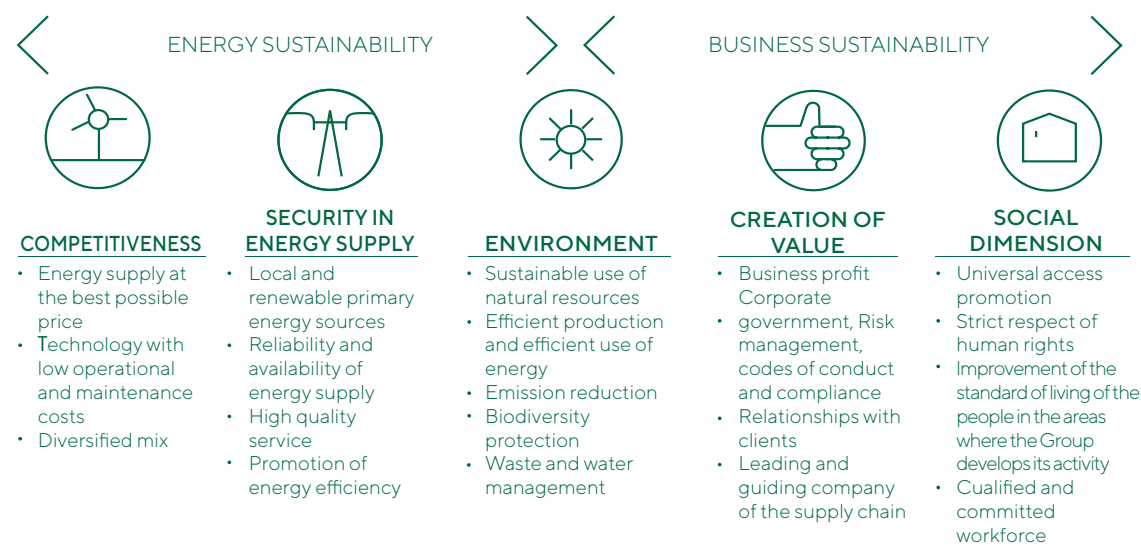 ENERGY SUSTAINABILITY
BUSINESS SUSTAINABILITY
COMPETITIVENESS
• Energy supply at
the best possible
price
• Technology with
low operational
and maintenance
costs
• Diversified mix
SECURITY IN
ENERGY SUPPLY
• Local and
renewable primary
energy sources
• Reliability and
availability of
energy supply
• High quality
service
• Promotion of
energy efficiency
ENVIRONMENT
• Sustainable use of
natural resources
• Efficient production
and efficient use of
energy
• Emission reduction
• Biodiversity
protection
• Waste and water
management
CREATION OF
VALUE
• Business profit
Corporate
• government, Risk
management,
codes of conduct
and compliance
• Relationships with
clients
• Leading and
guiding company
of the supply chain
SOCIAL
DIMENSION
• Universal access
promotion
• Strict respect of
human rights
• Improvement of the
standard of living of the
people in the areas
where the Group
develops its activity
• Cualified and
committed
workforce